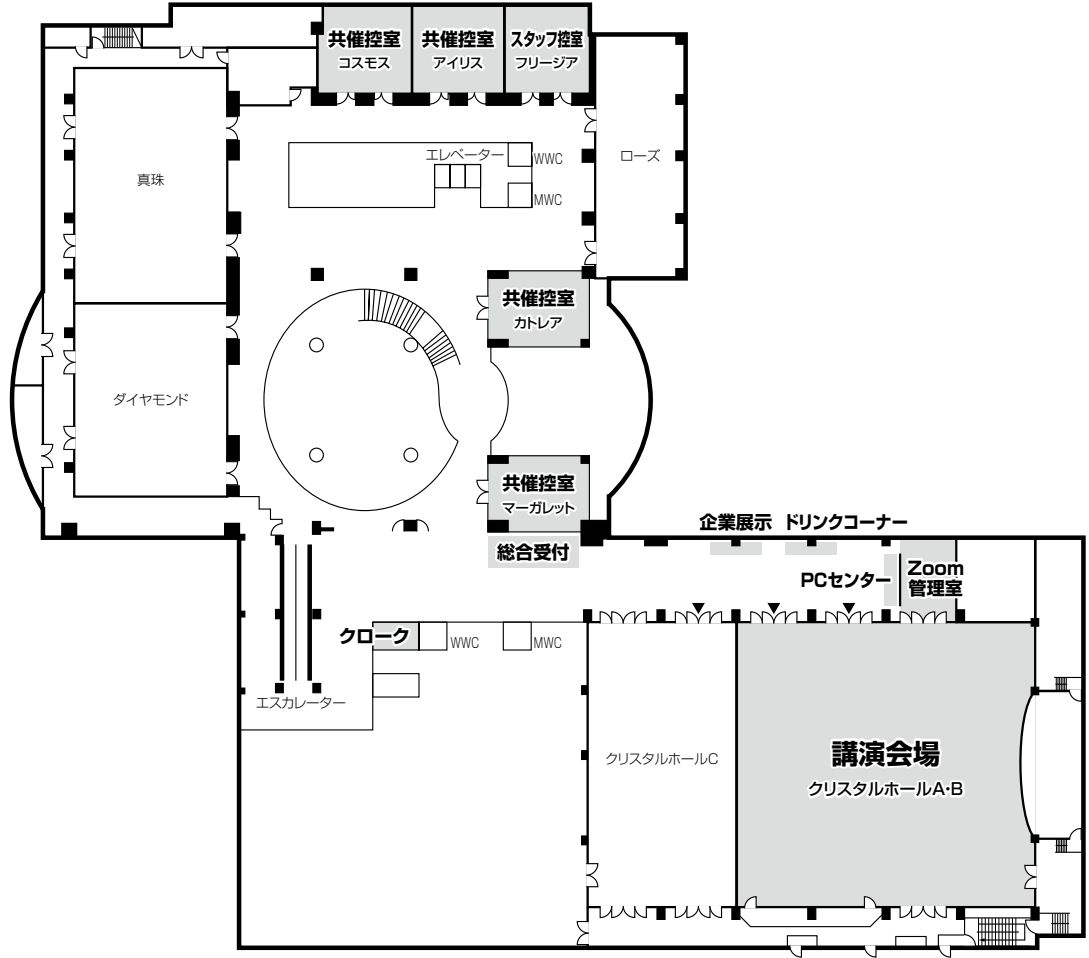 共催控室
コスモス
共催控室
アイリス
スタッフ控室
フリージア
エレベーター
WWC
MWC
ローズ
真珠
共催控室
カトレア
ダイヤモンド
共催控室
マーガレット
総合受付
企業展示
ドリンクコーナー
PCセンター
Zoom
管理室
クローク
WWC
MWC
エスカレーター
クリスタルホールC
講演会場
クリスタルホールA・B